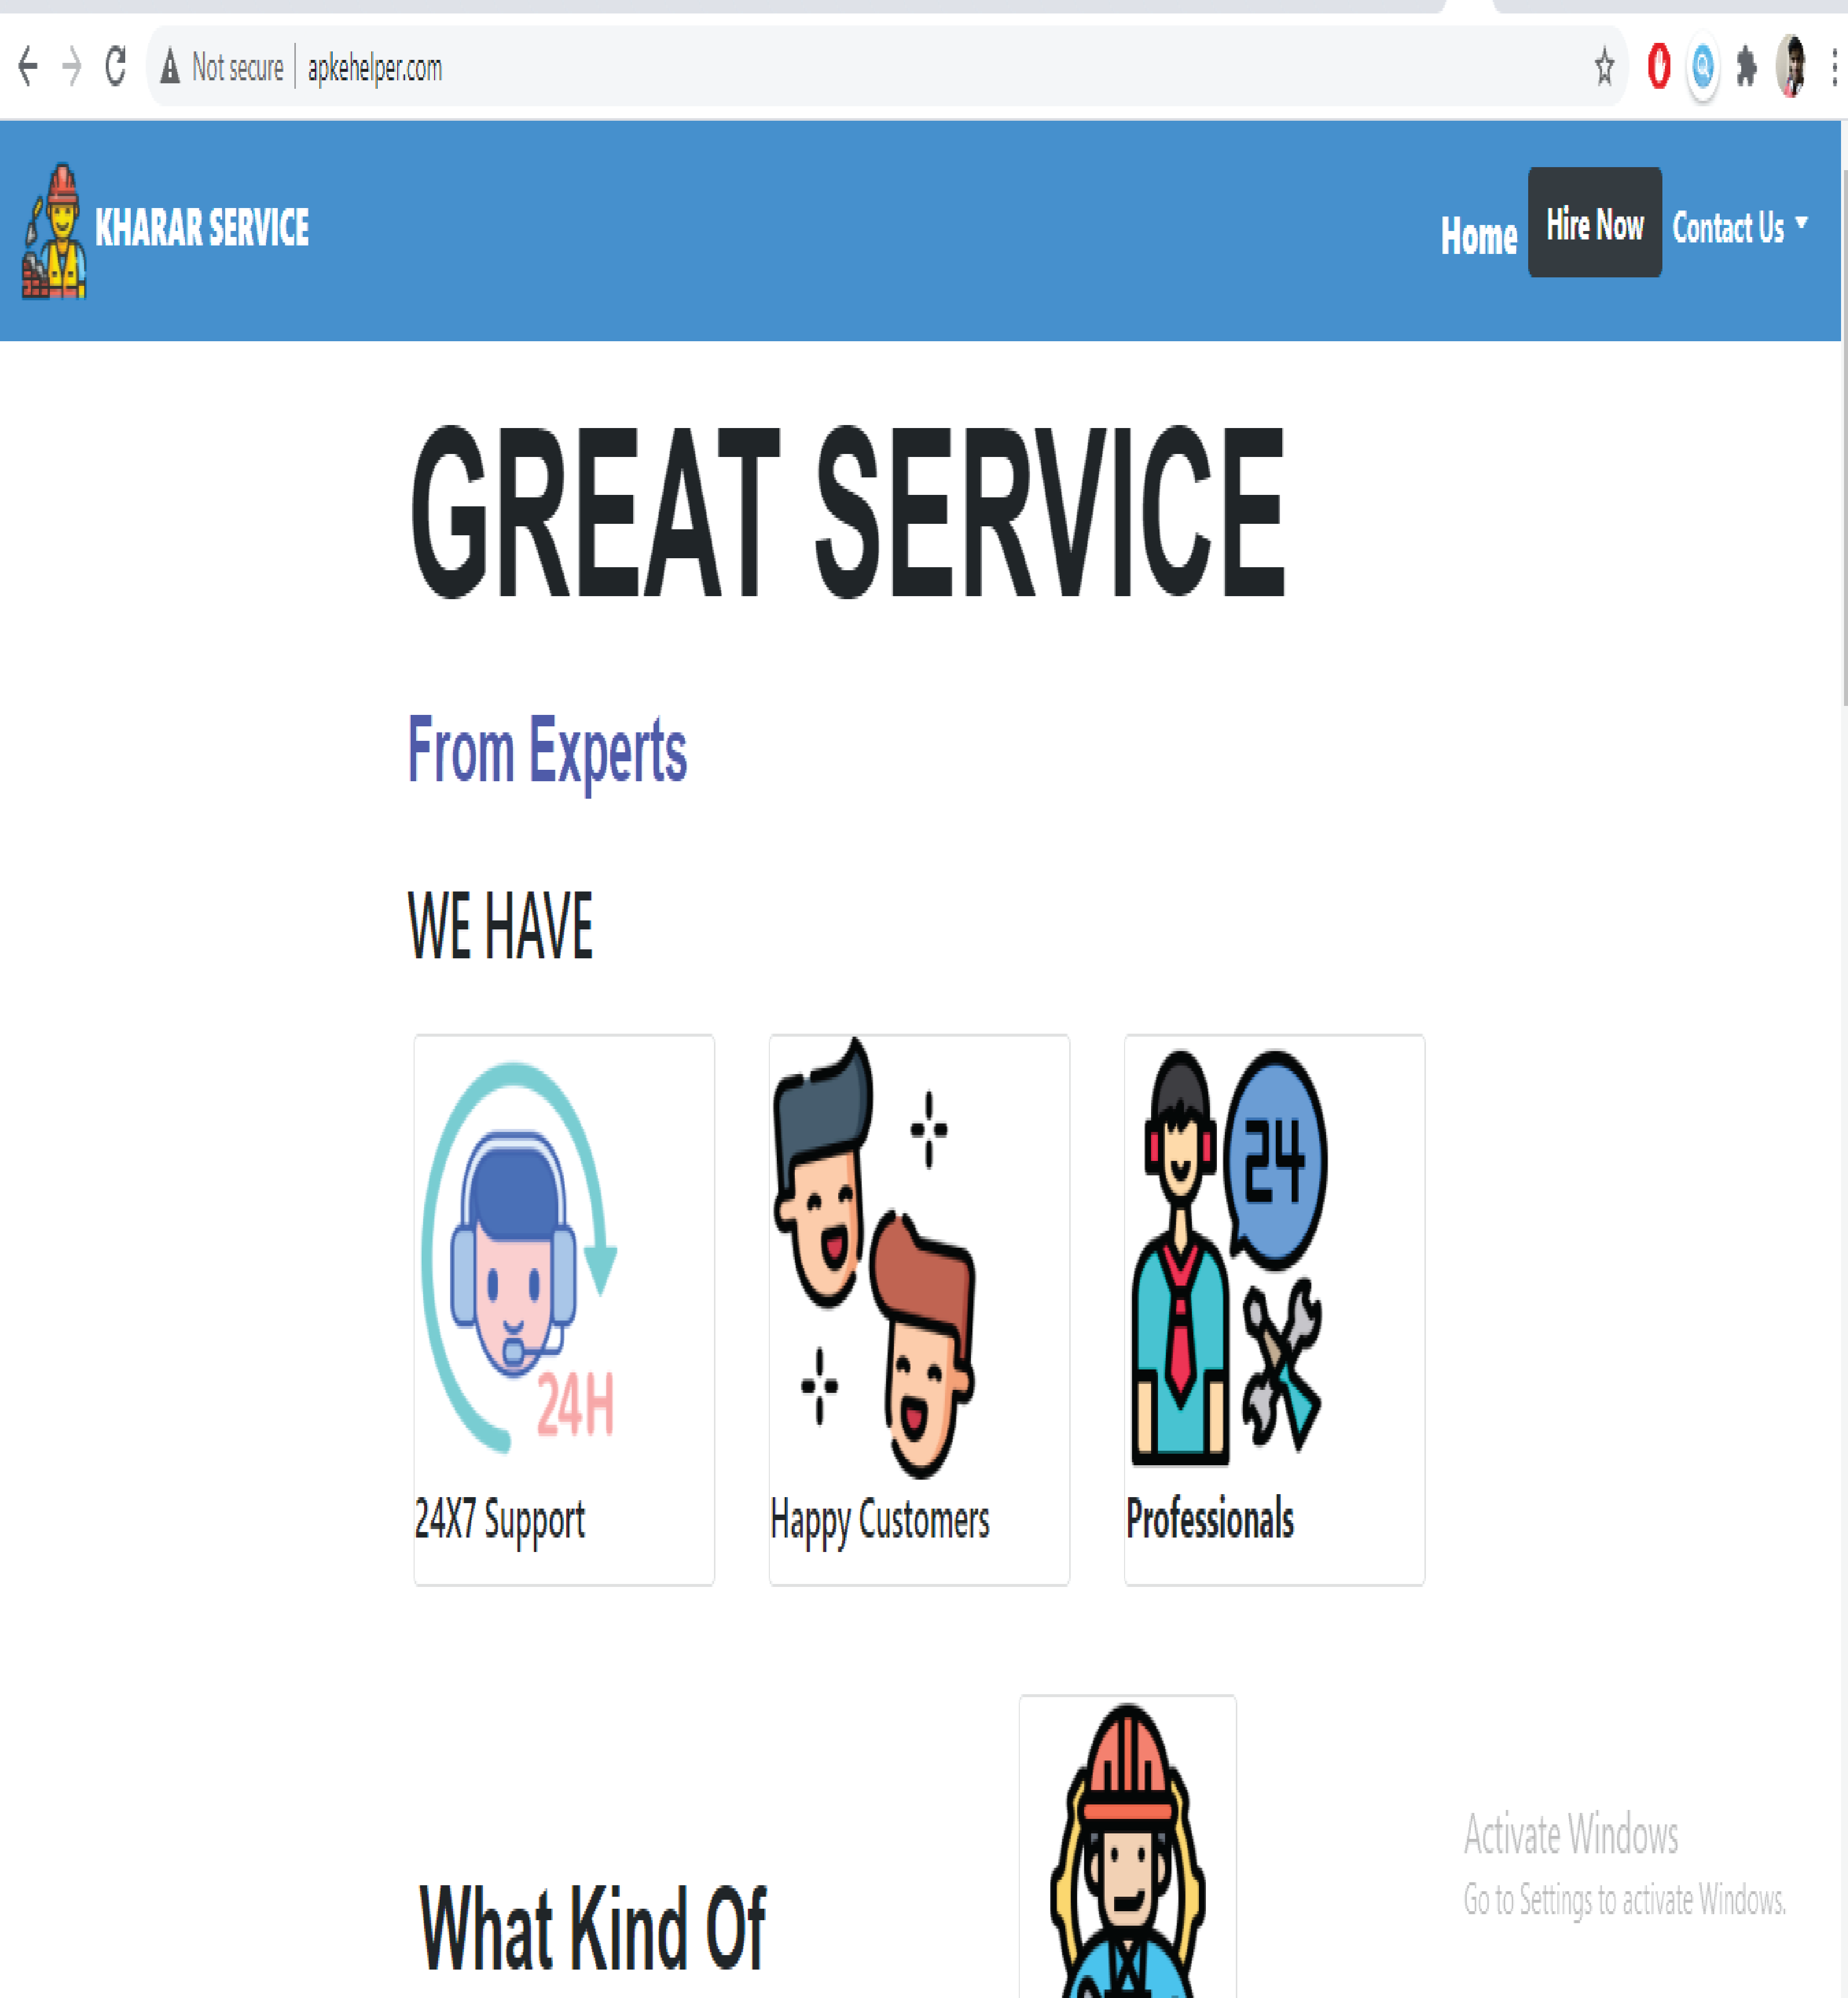 Not secure apkehelper.com
KHARAR SERVICE
Home Hire Now Contact Us
GREAT SERVICE
From Experts
WE HAVE
24H
24
24X7 Support Happy Customers Professionals
What Kind Of
Activate Windows
Go to Settings to activate Windows.